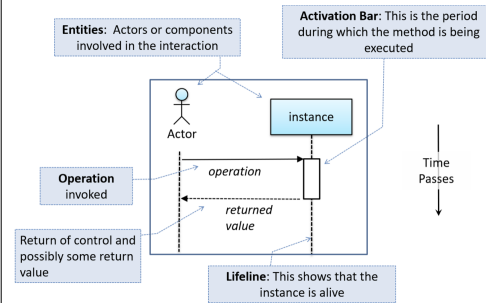 Entities: Actors or components
involved in the interaction
Activation Bar: This is the period
during which the method is being
executed
Actor
instance
Operation
invoked
operation
Time
Passes
returned
value
Return of control and
possibly some return
value
Lifeline: This shows that the
instance is alive